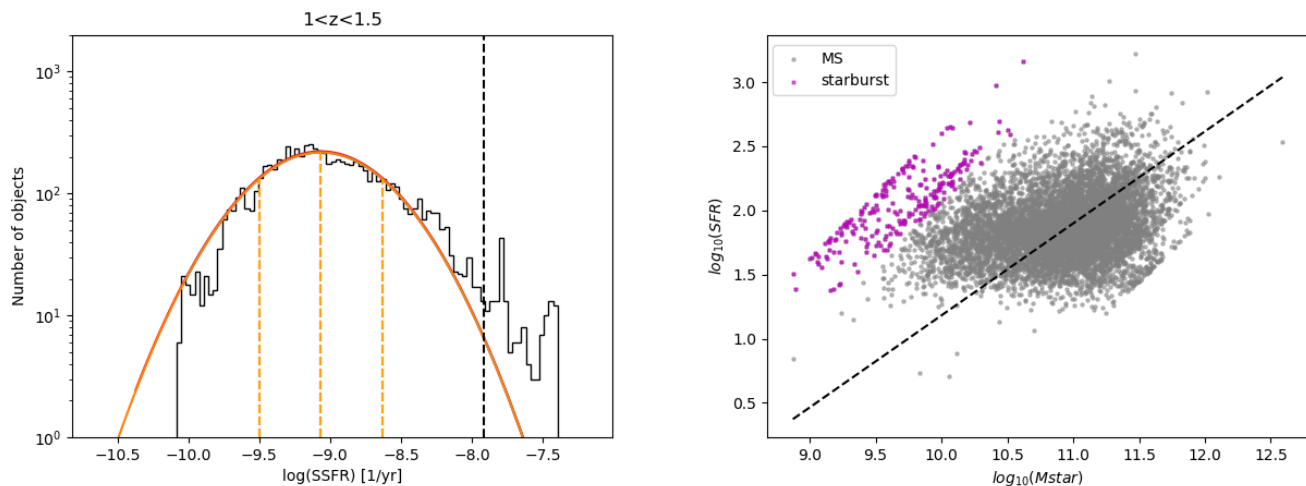 1<z<1.5
Number of objects
10³
10²
10¹
10⁰
−10.5 −10.0 −9.5 −9.0 −8.5 −8.0 −7.5
log(SSFR) [1/yr]
MS
starburst
log₁₀(SFR)
3.0
2.5
2.0
1.5
1.0
0.5
9.0 9.5 10.0 10.5 11.0 11.5 12.0 12.5
log₁₀(Mstar)